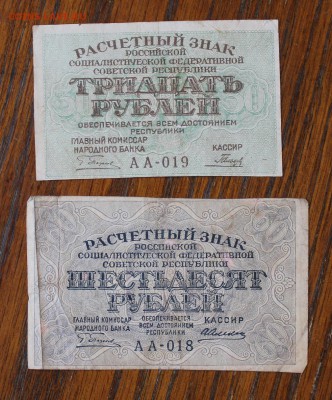 РАСЧЕТНЫЙ ЗНАК
РОССИЙСКОЙ
СОЦИАЛИСТИЧЕСКОЙ ФЕДЕРАТИВНОЙ
СОВЕТСКОЙ РЕСПУБЛИКИ
ТРИДЦАТЬ
РУБЛЕЙ
ОБЕСПЕЧИВАЕТСЯ ВСЕМ ДОСТОЯНИЕМ
РЕСПУБЛИКИ
ГЛАВНЫЙ КОМИССАР
НАРОДНОГО БАНКА
КАССИР
АА-019
РАСЧЕТНЫЙ ЗНАК
РОССИЙСКОЙ
СОЦИАЛИСТИЧЕСКОЙ ФЕДЕРАТИВНОЙ
СОВЕТСКОЙ РЕСПУБЛИКИ
ШЕСТЬДЕСЯТ
РУБЛЕЙ
ГЛАВНЫЙ КОМИССАР
НАРОДНОГО БАНКА
ОБЕСПЕЧИВАЕТСЯ
ВСЕМ ДОСТОЯНИЕМ
РЕСПУБЛИКИ
КАССИР
АА-018